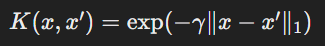 K(x, x′) = exp(−γ∥x − x′∥₁)